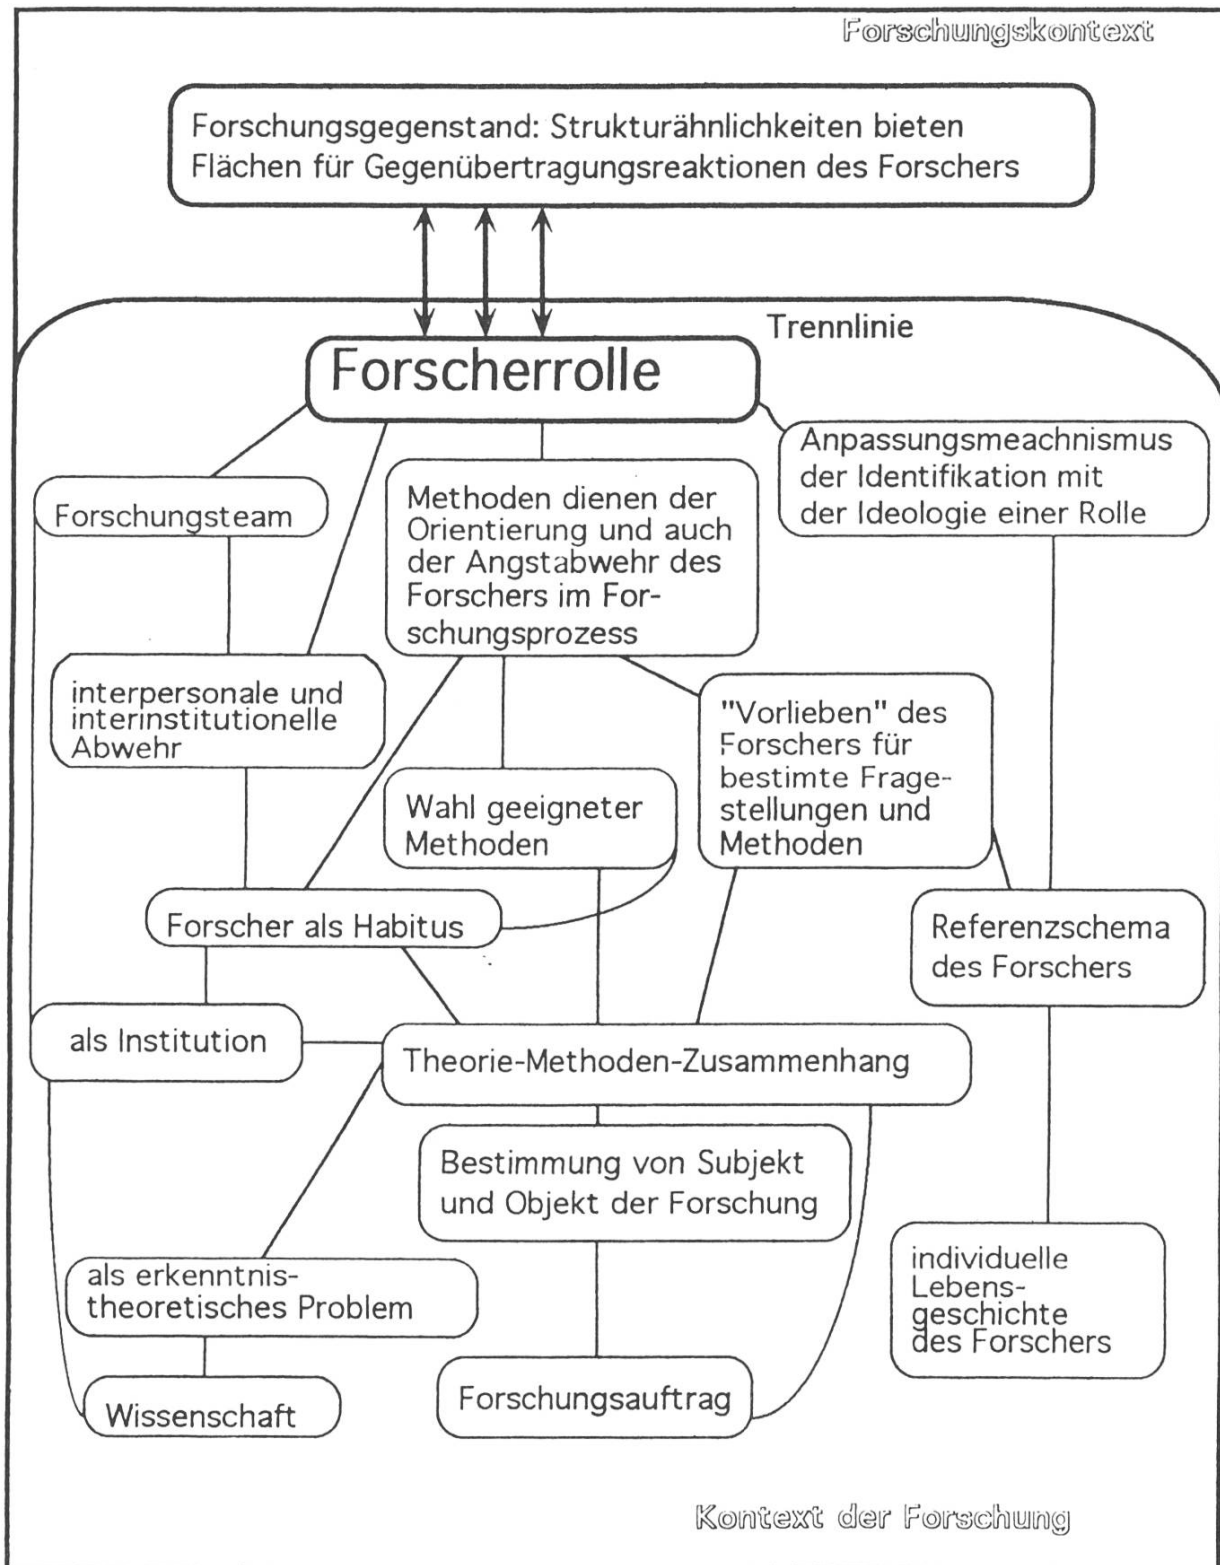 Forschungskontext
Forschungsgegenstand: Strukturähnlichkeiten bieten
Flächen für Gegenübertragungsreaktionen des Forschers
Trennlinie
Forscherrolle
Anpassungsmeachnismus
der Identifikation mit
der Ideologie einer Rolle
Forschungsteam
Methoden dienen der
Orientierung und auch
der Angstabwehr des
Forschers im For-
schungsprozess
interpersonale und
interinstitutionelle
Abwehr
"Vorlieben" des
Forschers für
bestimte Frage-
stellungen und
Methoden
Wahl geeigneter
Methoden
Forscher als Habitus
Referenzschema
des Forschers
als Institution
Theorie-Methoden-Zusammenhang
Bestimmung von Subjekt
und Objekt der Forschung
als erkenntnis-
theoretisches Problem
individuelle
Lebens-
geschichte
des Forschers
Wissenschaft
Forschungsauftrag
Kontext der Forschung